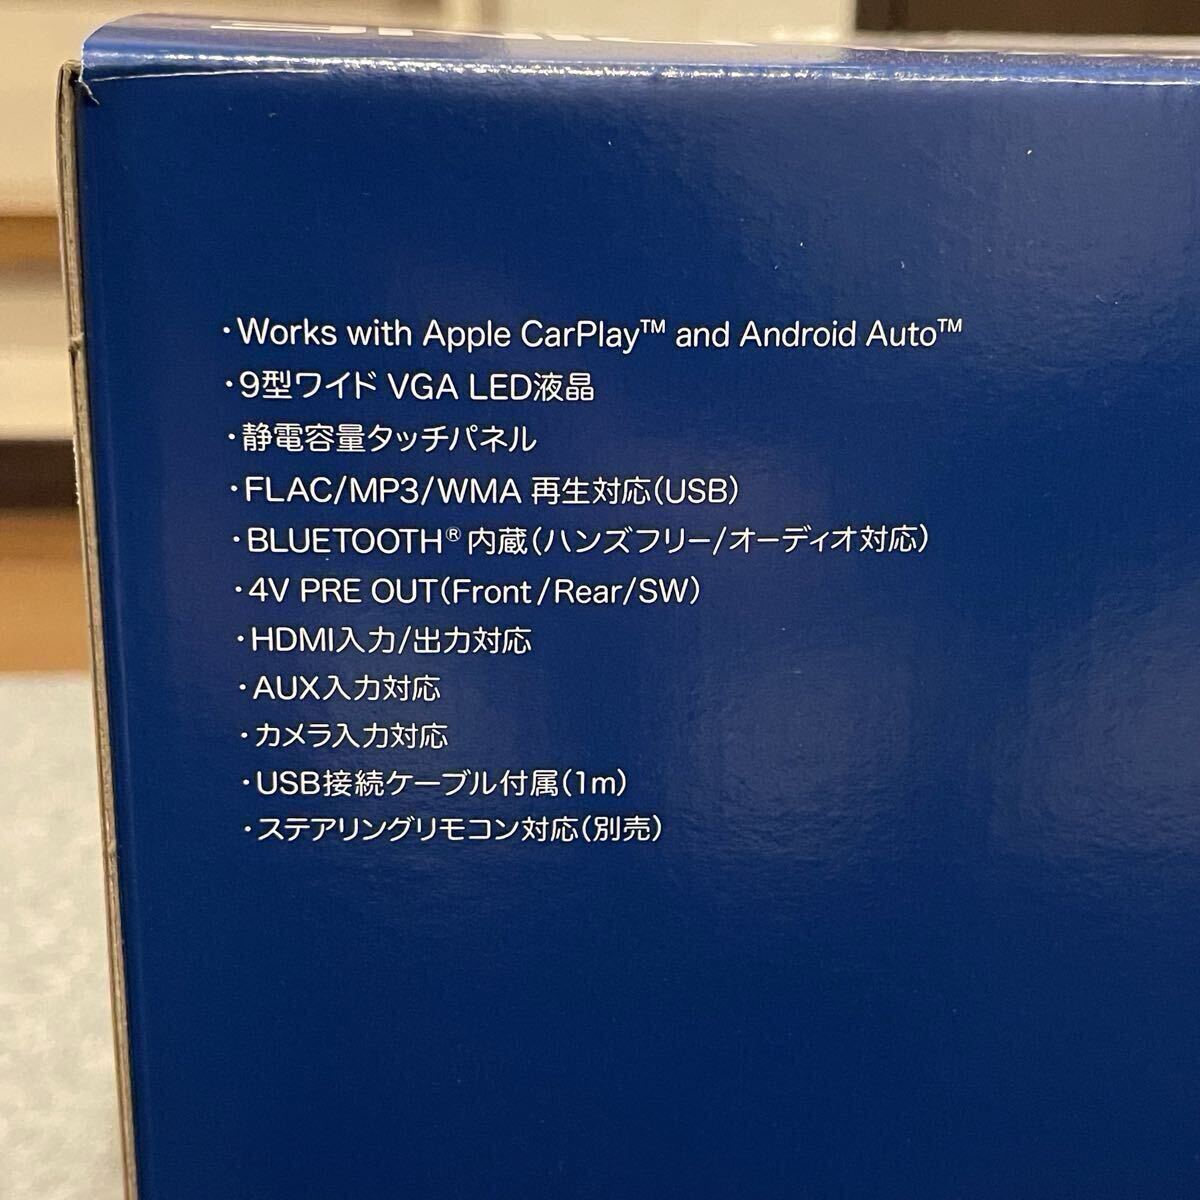 ・Works with Apple CarPlay™ and Android Auto™
・9型ワイド VGA LED液晶
・静電容量タッチパネル
・FLAC/MP3/WMA 再生対応(USB)
・BLUETOOTH® 内蔵(ハンズフリー/オーディオ対応)
・4V PRE OUT(Front/Rear/SW)
・HDMI入力/出力対応
・AUX入力対応
・カメラ入力対応
・USB接続ケーブル付属(1m)
・ステアリングリモコン対応(別売)